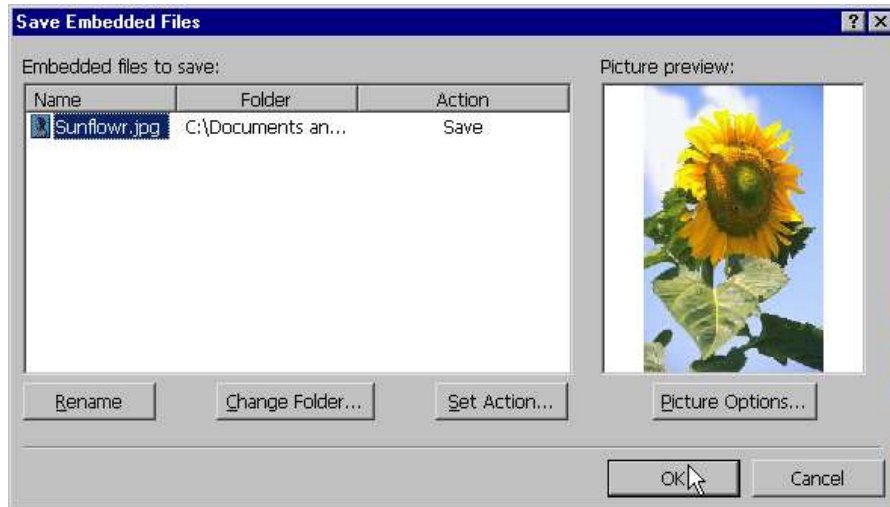 Save Embedded Files
Embedded files to save:
Picture preview:
Name Folder Action
Sunflowr.jpg C:\Documents an... Save
Rename Change Folder... Set Action... Picture Options...
OK Cancel